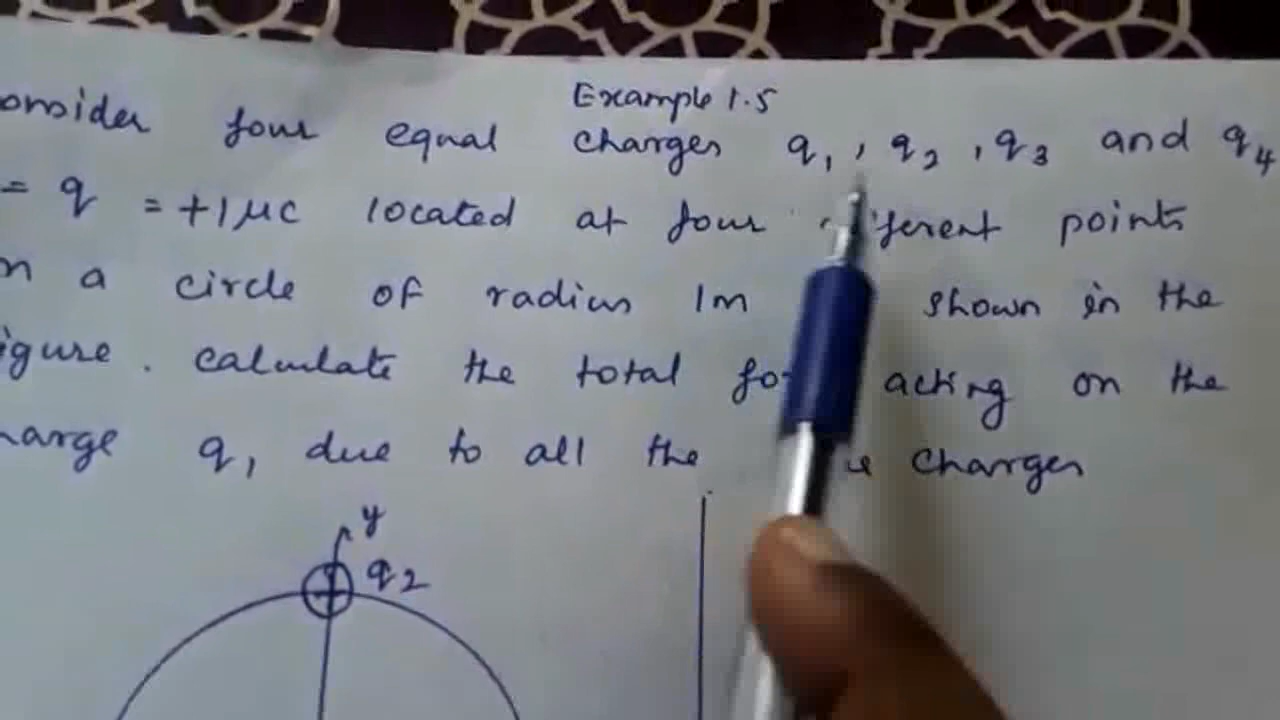 Example 1.5
onsider four equal charges q₁, q₂, q₃ and q₄
= q = +1μc located at four different points
n a circle of radius 1m shown in the
igure. calculate the total acting on the
harge q₁ due to all the charges
y
q₂